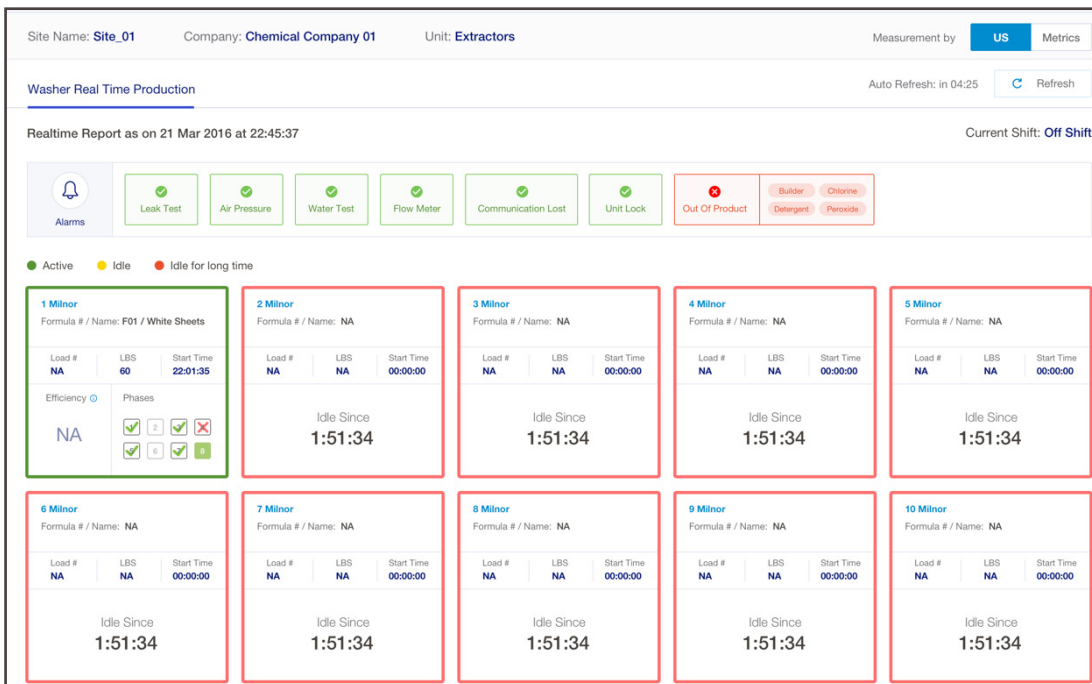 Site Name: Site_01 Company: Chemical Company 01 Unit: Extractors Measurement by US Metrics
Washer Real Time Production Auto Refresh: in 04:25 Refresh
Realtime Report as on 21 Mar 2016 at 22:45:37 Current Shift: Off Shift
Alarms Leak Test Air Pressure Water Test Flow Meter Communication Lost Unit Lock Out Of Product Builder Chlorine Detergent Peroxide
Active Idle Idle for long time
1 Milnor 2 Milnor 3 Milnor 4 Milnor 5 Milnor
Formula # / Name: F01 / White Sheets Formula # / Name: NA Formula # / Name: NA Formula # / Name: NA Formula # / Name: NA
Load # LBS Start Time Load # LBS Start Time Load # LBS Start Time Load # LBS Start Time Load # LBS Start Time
NA 60 22:01:35 NA NA 00:00:00 NA NA 00:00:00 NA NA 00:00:00 NA NA 00:00:00
Efficiency Phases Idle Since Idle Since Idle Since Idle Since
NA 2 6 8 1:51:34 1:51:34 1:51:34 1:51:34
6 Milnor 7 Milnor 8 Milnor 9 Milnor 10 Milnor
Formula # / Name: NA Formula # / Name: NA Formula # / Name: NA Formula # / Name: NA Formula # / Name: NA
Load # LBS Start Time Load # LBS Start Time Load # LBS Start Time Load # LBS Start Time Load # LBS Start Time
NA NA 00:00:00 NA NA 00:00:00 NA NA 00:00:00 NA NA 00:00:00 NA NA 00:00:00
Idle Since Idle Since Idle Since Idle Since Idle Since
1:51:34 1:51:34 1:51:34 1:51:34 1:51:34